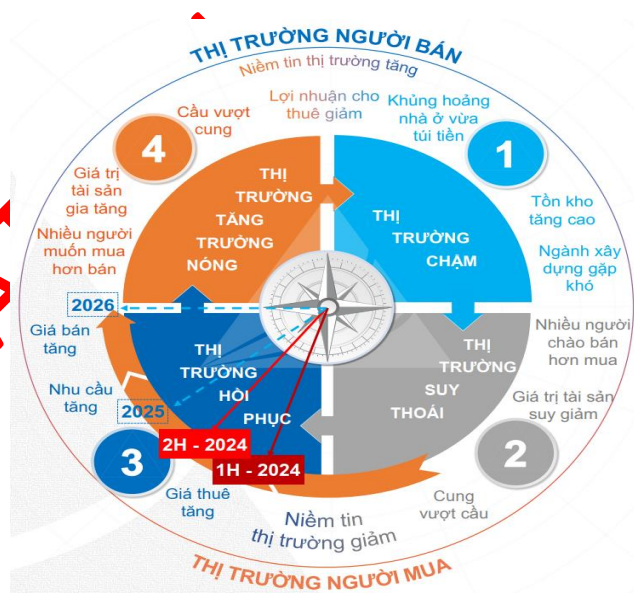 THỊ TRƯỜNG NGƯỜI BÁN
Niềm tin thị trường tăng
Cầu vượt
cung
Lợi nhuận cho
thuê giảm
Khủng hoảng
nhà ở vừa
túi tiền
4
1
Giá trị
tài sản
gia tăng
Nhiều người
muốn mua
hơn bán
THỊ
TRƯỜNG
TĂNG
TRƯỞNG
NÓNG
THỊ
TRƯỜNG
CHẬM
Tồn kho
tăng cao
Ngành xây
dựng gặp
khó
2026
Giá bán
tăng
Nhu cầu
tăng
2025
THỊ
TRƯỜNG
HỒI
PHỤC
THỊ
TRƯỜNG
SUY
THOÁI
Nhiều người
chào bán
hơn mua
Giá trị tài sản
suy giảm
2H - 2024
1H - 2024
3
2
Giá thuê
tăng
Niềm tin
thị trường giảm
Cung
vượt cầu
THỊ TRƯỜNG NGƯỜI MUA